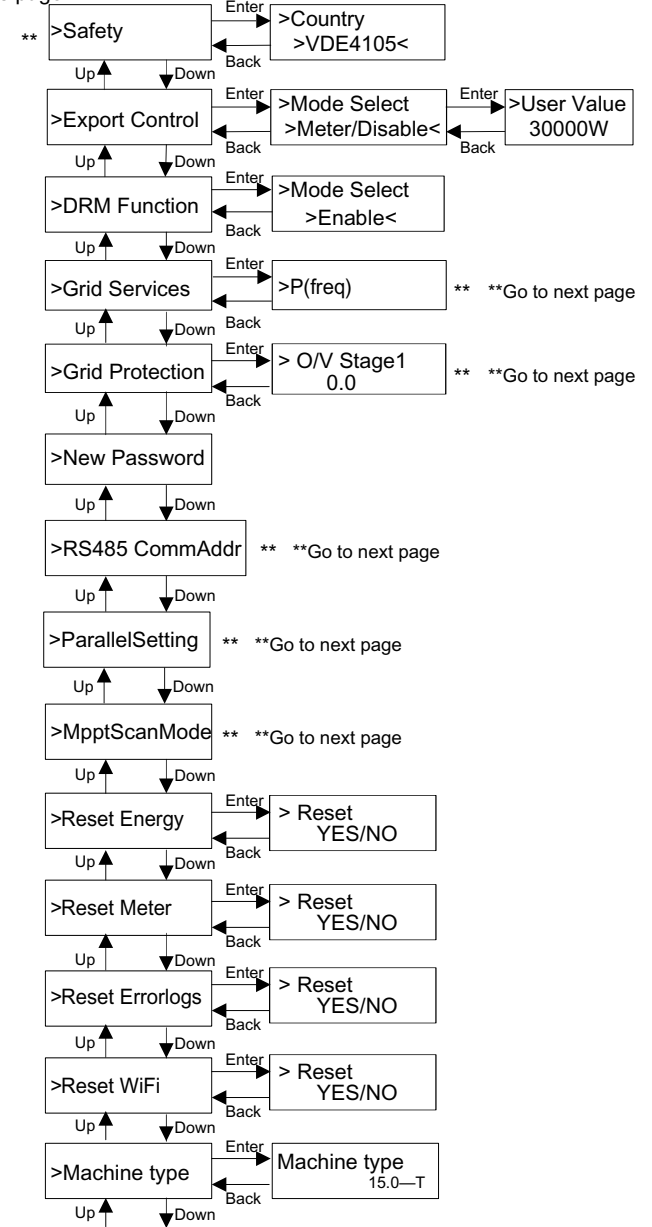 Enter
>Safety
>Country
>VDE4105<
**
Back
Up Down
Enter Enter
>Export Control
>Mode Select
>Meter/Disable<
>User Value
30000W
Back Back
Up Down
Enter
>DRM Function
>Mode Select
>Enable<
Back
Up Down
Enter
>Grid Services
>P(freq)
** **Go to next page
Back
Up Down
Enter
>Grid Protection
> O/V Stage1
0.0
** **Go to next page
Back
Up Down
>New Password
Up Down
>RS485 CommAddr ** **Go to next page
Up Down
>ParallelSetting ** **Go to next page
Up Down
>MpptScanMode ** **Go to next page
Up Down
Enter
>Reset Energy
> Reset
YES/NO
Back
Up Down
Enter
>Reset Meter
> Reset
YES/NO
Back
Up Down
Enter
>Reset Errorlogs
> Reset
YES/NO
Back
Up Down
Enter
>Reset WiFi
> Reset
YES/NO
Back
Up Down
Enter
>Machine type
Machine type
15.0—T
Back
Up Down